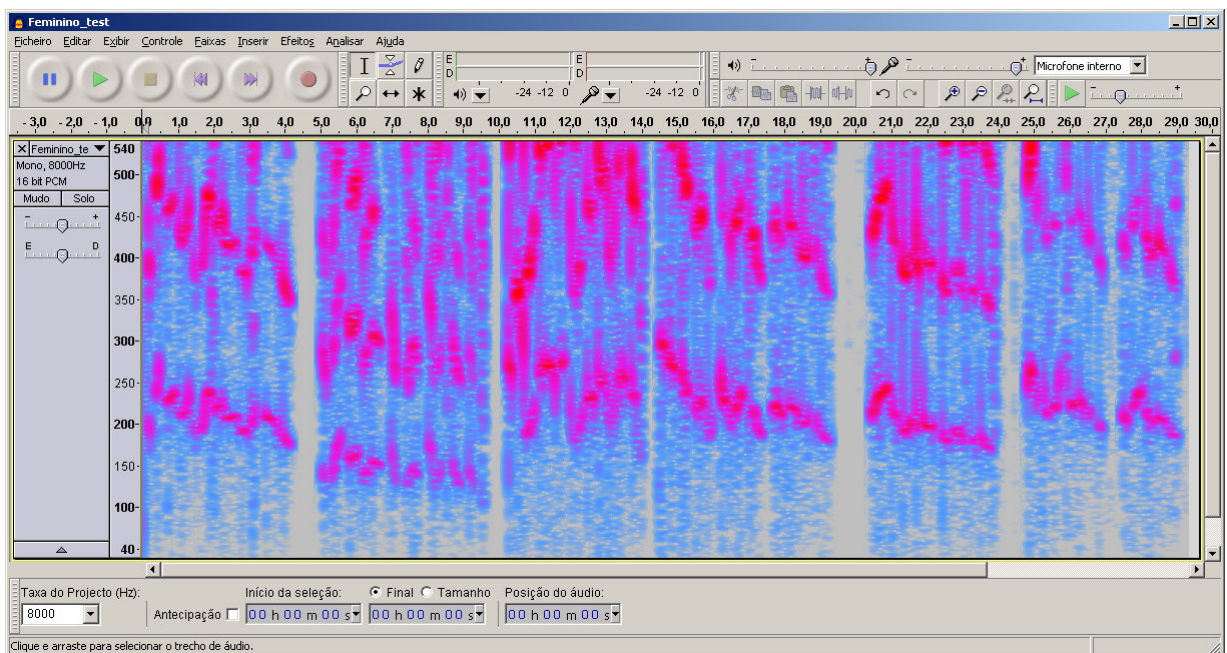 Feminino_test
Ficheiro Editar Exibir Controle Faixas Inserir Efeitos Analisar Ajuda
E
D
-24 -12 0
E
D
-24 -12 0
- +
- +
Microfone interno
- +
- 3,0 - 2,0 - 1,0 0,0 1,0 2,0 3,0 4,0 5,0 6,0 7,0 8,0 9,0 10,0 11,0 12,0 13,0 14,0 15,0 16,0 17,0 18,0 19,0 20,0 21,0 22,0 23,0 24,0 25,0 26,0 27,0 28,0 29,0 30,0
Feminino_te
Mono, 8000Hz
16 bit PCM
Mudo Solo
- +
E D
540
500-
450-
400-
350-
300-
250-
200-
150-
100-
40-
Taxa do Projecto (Hz):
8000
Antecipação
Início da seleção:
00 h 00 m 00 s
Final Tamanho
00 h 00 m 00 s
Posição do áudio:
00 h 00 m 00 s
Clique e arraste para selecionar o trecho de áudio.